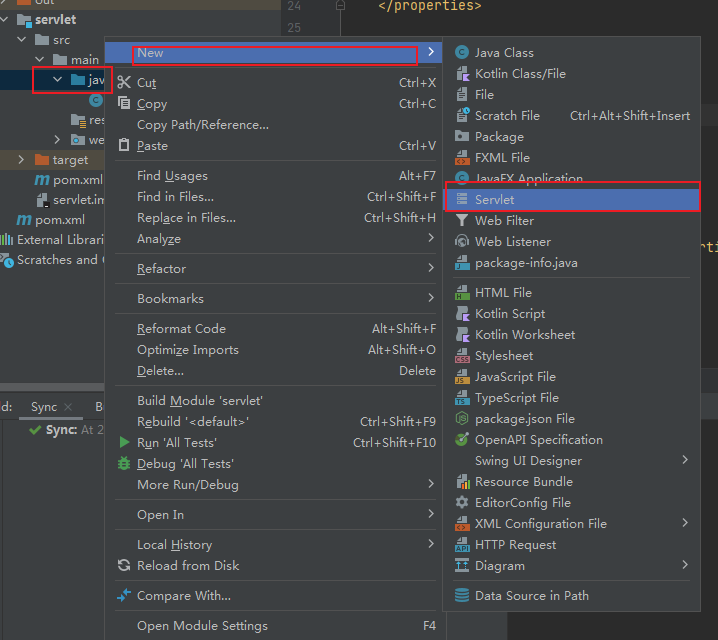 out
24
</properties>
servlet
25
src
main
java
res
we
target
pom.xml
servlet.im
pom.xml
External Librari
Scratches and
d:
Sync
B
Sync: At 2
New
Cut Ctrl+X
Copy Ctrl+C
Copy Path/Reference...
Paste Ctrl+V
Find Usages Alt+F7
Find in Files... Ctrl+Shift+F
Replace in Files... Ctrl+Shift+H
Analyze
Refactor
Bookmarks
Reformat Code Alt+Shift+F
Optimize Imports Alt+Shift+O
Delete... Delete
Build Module 'servlet'
Rebuild '<default>' Ctrl+Shift+F9
Run 'All Tests' Ctrl+Shift+F10
Debug 'All Tests'
More Run/Debug
Open In
Local History
Reload from Disk
Compare With...
Open Module Settings F4
Java Class
Kotlin Class/File
File
Scratch File Ctrl+Alt+Shift+Insert
Package
FXML File
JavaFX Application
Servlet
Web Filter
Web Listener
package-info.java
HTML File
Kotlin Script
Kotlin Worksheet
Stylesheet
JavaScript File
TypeScript File
package.json File
OpenAPI Specification
Swing UI Designer
Resource Bundle
EditorConfig File
XML Configuration File
HTTP Request
Diagram
Data Source in Path
rti